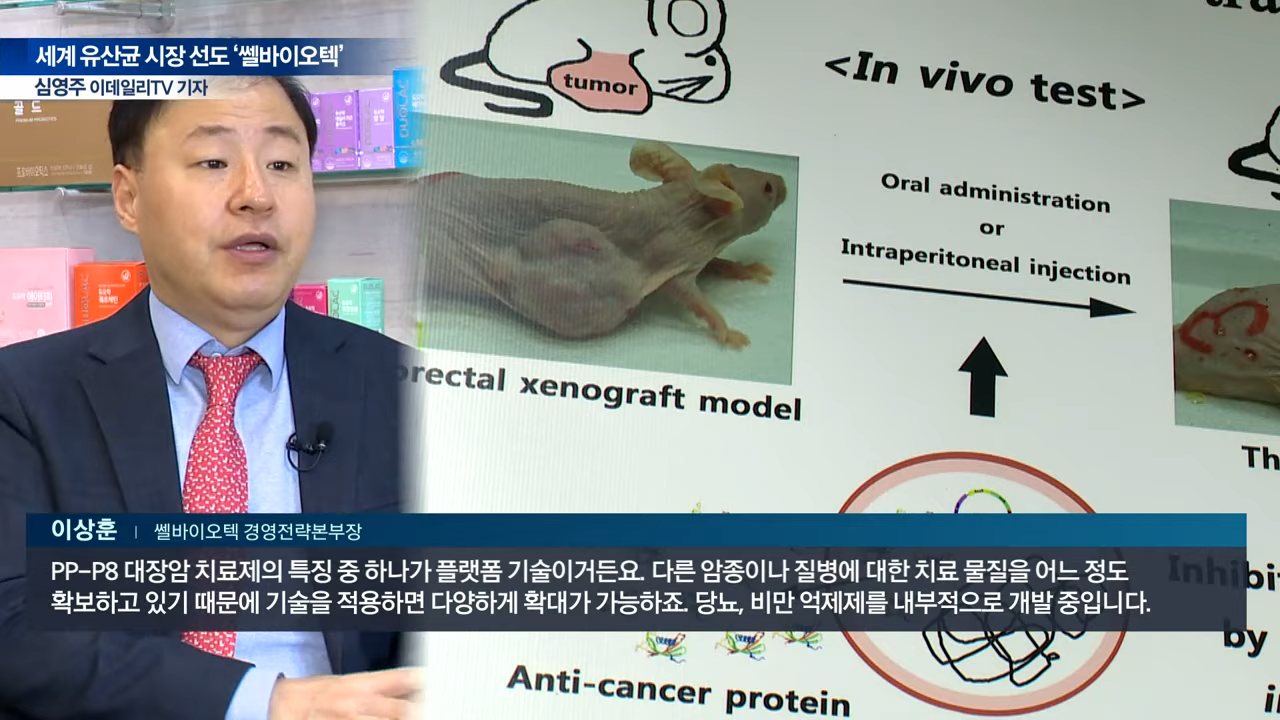 세계 유산균 시장 선도 ‘쎌바이오텍’
심영주 이데일리TV 기자
골드
DUOLAC
tumor
<In vivo test>
Oral administration
or
Intraperitoneal injection
orectal xenograft model
Th
이상훈 | 쎌바이오텍 경영전략본부장
PP-P8 대장암 치료제의 특징 중 하나가 플랫폼 기술이거든요. 다른 암종이나 질병에 대한 치료 물질을 어느 정도
확보하고 있기 때문에 기술을 적용하면 다양하게 확대가 가능하죠. 당뇨, 비만 억제제를 내부적으로 개발 중입니다.
Inhibi
by
Anti-cancer protein
i